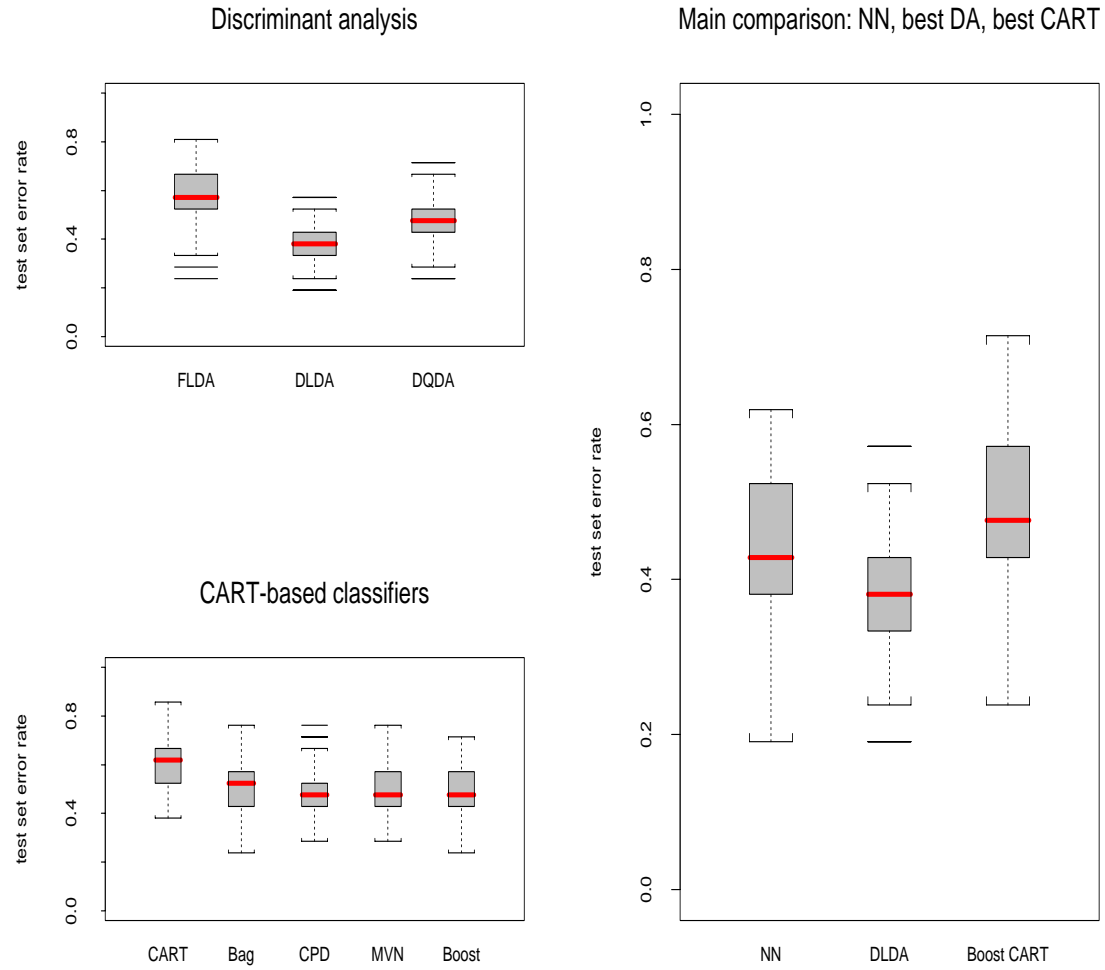 Discriminant analysis
test set error rate
0.8
0.4
0.0
FLDA DLDA DQDA
CART-based classifiers
test set error rate
0.8
0.4
0.0
CART Bag CPD MVN Boost
Main comparison: NN, best DA, best CART
test set error rate
1.0
0.8
0.6
0.4
0.2
0.0
NN DLDA Boost CART